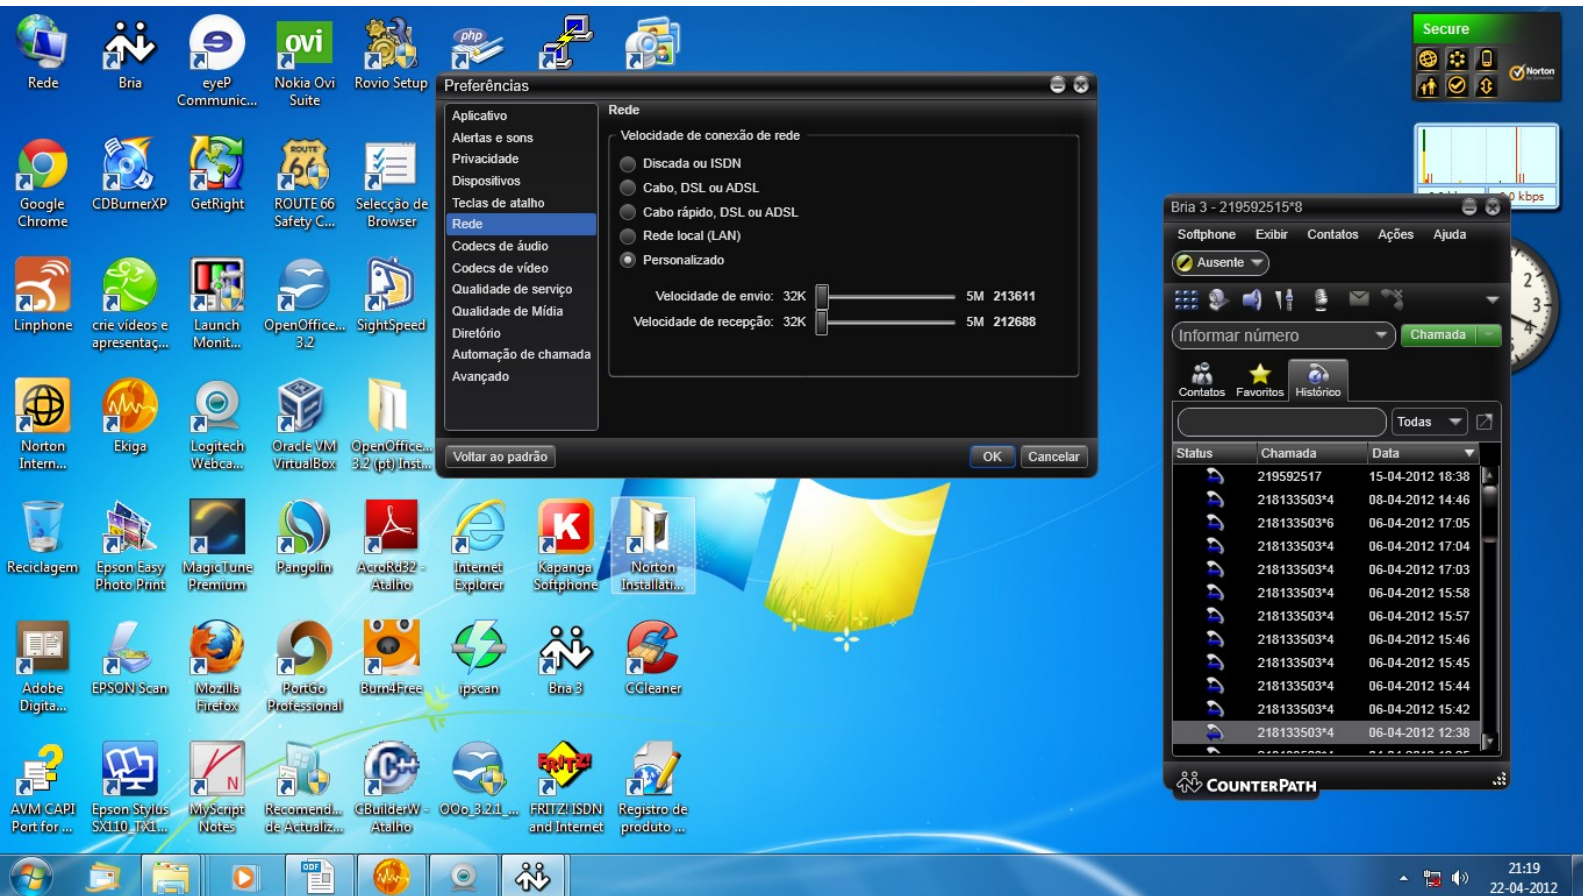 Rede
Bria
eyeP
Communic...
Nokia Ovi
Suite
ovi
Rovio Setup
php
Google
Chrome
CDBurnerXP
GetRight
ROUTE
66
ROUTE 66
Safety C...
Selecção de
Browser
Linphone
crie vídeos e
apresentaç...
Launch
Monit...
OpenOffice...
3.2
SightSpeed
Norton
Intern...
Ekiga
Logitech
Webca...
Oracle VM
VirtualBox
OpenOffice...
3.2 (pt) Inst...
Reciclagem
Epson Easy
Photo Print
MagicTune
Premium
Pangolin
AcroRd32 -
Atalho
Internet
Explorer
K
Kapanga
Softphone
Norton
Installati...
Adobe
Digita...
EPSON Scan
Mozilla
Firefox
PortGo
Professional
Burn4Free
ipscan
Bria 3
CCleaner
AVM CAPI
Port for ...
Epson Stylus
SX110_TX1...
N
MyScript
Notes
Recomend...
de Actualiz...
C++
CBuilderW -
Atalho
OOo_3.2.1_...
FRITZ!
FRITZ! ISDN
and Internet
Registro de
produto ...
Preferências
Aplicativo
Alertas e sons
Privacidade
Dispositivos
Teclas de atalho
Rede
Codecs de áudio
Codecs de vídeo
Qualidade de serviço
Qualidade de Mídia
Diretório
Automação de chamada
Avançado
Rede
Velocidade de conexão de rede
Discada ou ISDN
Cabo, DSL ou ADSL
Cabo rápido, DSL ou ADSL
Rede local (LAN)
Personalizado
Velocidade de envio: 32K 5M 213611
Velocidade de recepção: 32K 5M 212688
Voltar ao padrão
OK
Cancelar
Secure
Norton
by Symantec
kbps
2
3
4
Bria 3 - 219592515*8
Softphone Exibir Contatos Ações Ajuda
Ausente
Informar número
Chamada
Contatos Favoritos Histórico
Todas
Status Chamada Data
219592517 15-04-2012 18:38
218133503*4 08-04-2012 14:46
218133503*6 06-04-2012 17:05
218133503*4 06-04-2012 17:04
218133503*4 06-04-2012 17:03
218133503*4 06-04-2012 15:58
218133503*4 06-04-2012 15:57
218133503*4 06-04-2012 15:46
218133503*4 06-04-2012 15:45
218133503*4 06-04-2012 15:44
218133503*4 06-04-2012 15:42
218133503*4 06-04-2012 12:38
COUNTERPATH
ODF
21:19
22-04-2012